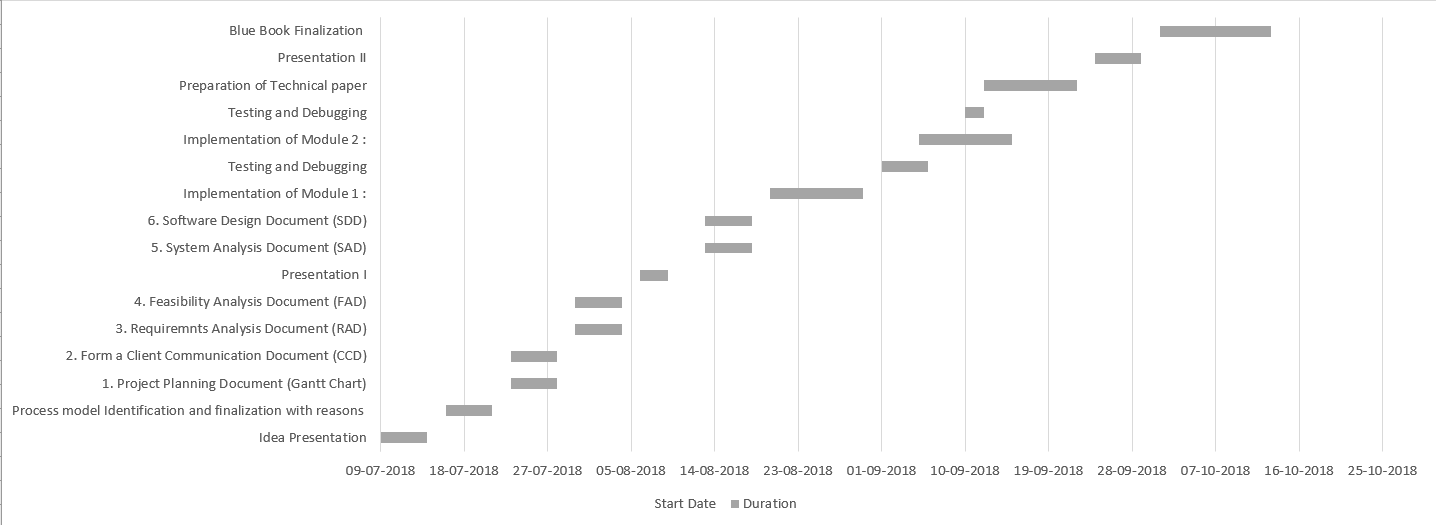 Blue Book Finalization
Presentation II
Preparation of Technical paper
Testing and Debugging
Implementation of Module 2 :
Testing and Debugging
Implementation of Module 1 :
6. Software Design Document (SDD)
5. System Analysis Document (SAD)
Presentation I
4. Feasibility Analysis Document (FAD)
3. Requiremnts Analysis Document (RAD)
2. Form a Client Communication Document (CCD)
1. Project Planning Document (Gantt Chart)
Process model Identification and finalization with reasons
Idea Presentation
09-07-2018 18-07-2018 27-07-2018 05-08-2018 14-08-2018 23-08-2018 01-09-2018 10-09-2018 19-09-2018 28-09-2018 07-10-2018 16-10-2018 25-10-2018
Start Date Duration